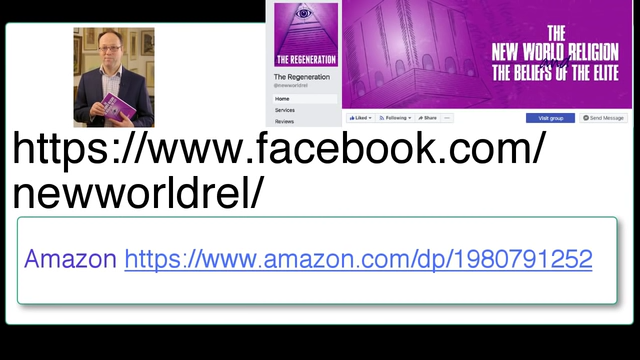 THE REGENERATION
The Regeneration
@newworldrel
Home
Services
Reviews
THE
NEW WORLD RELIGION
and
THE BELIEFS OF THE ELITE
Liked
Following
Share
...
Visit group
Send Message
https://www.facebook.com/
newworldrel/
Amazon https://www.amazon.com/dp/1980791252